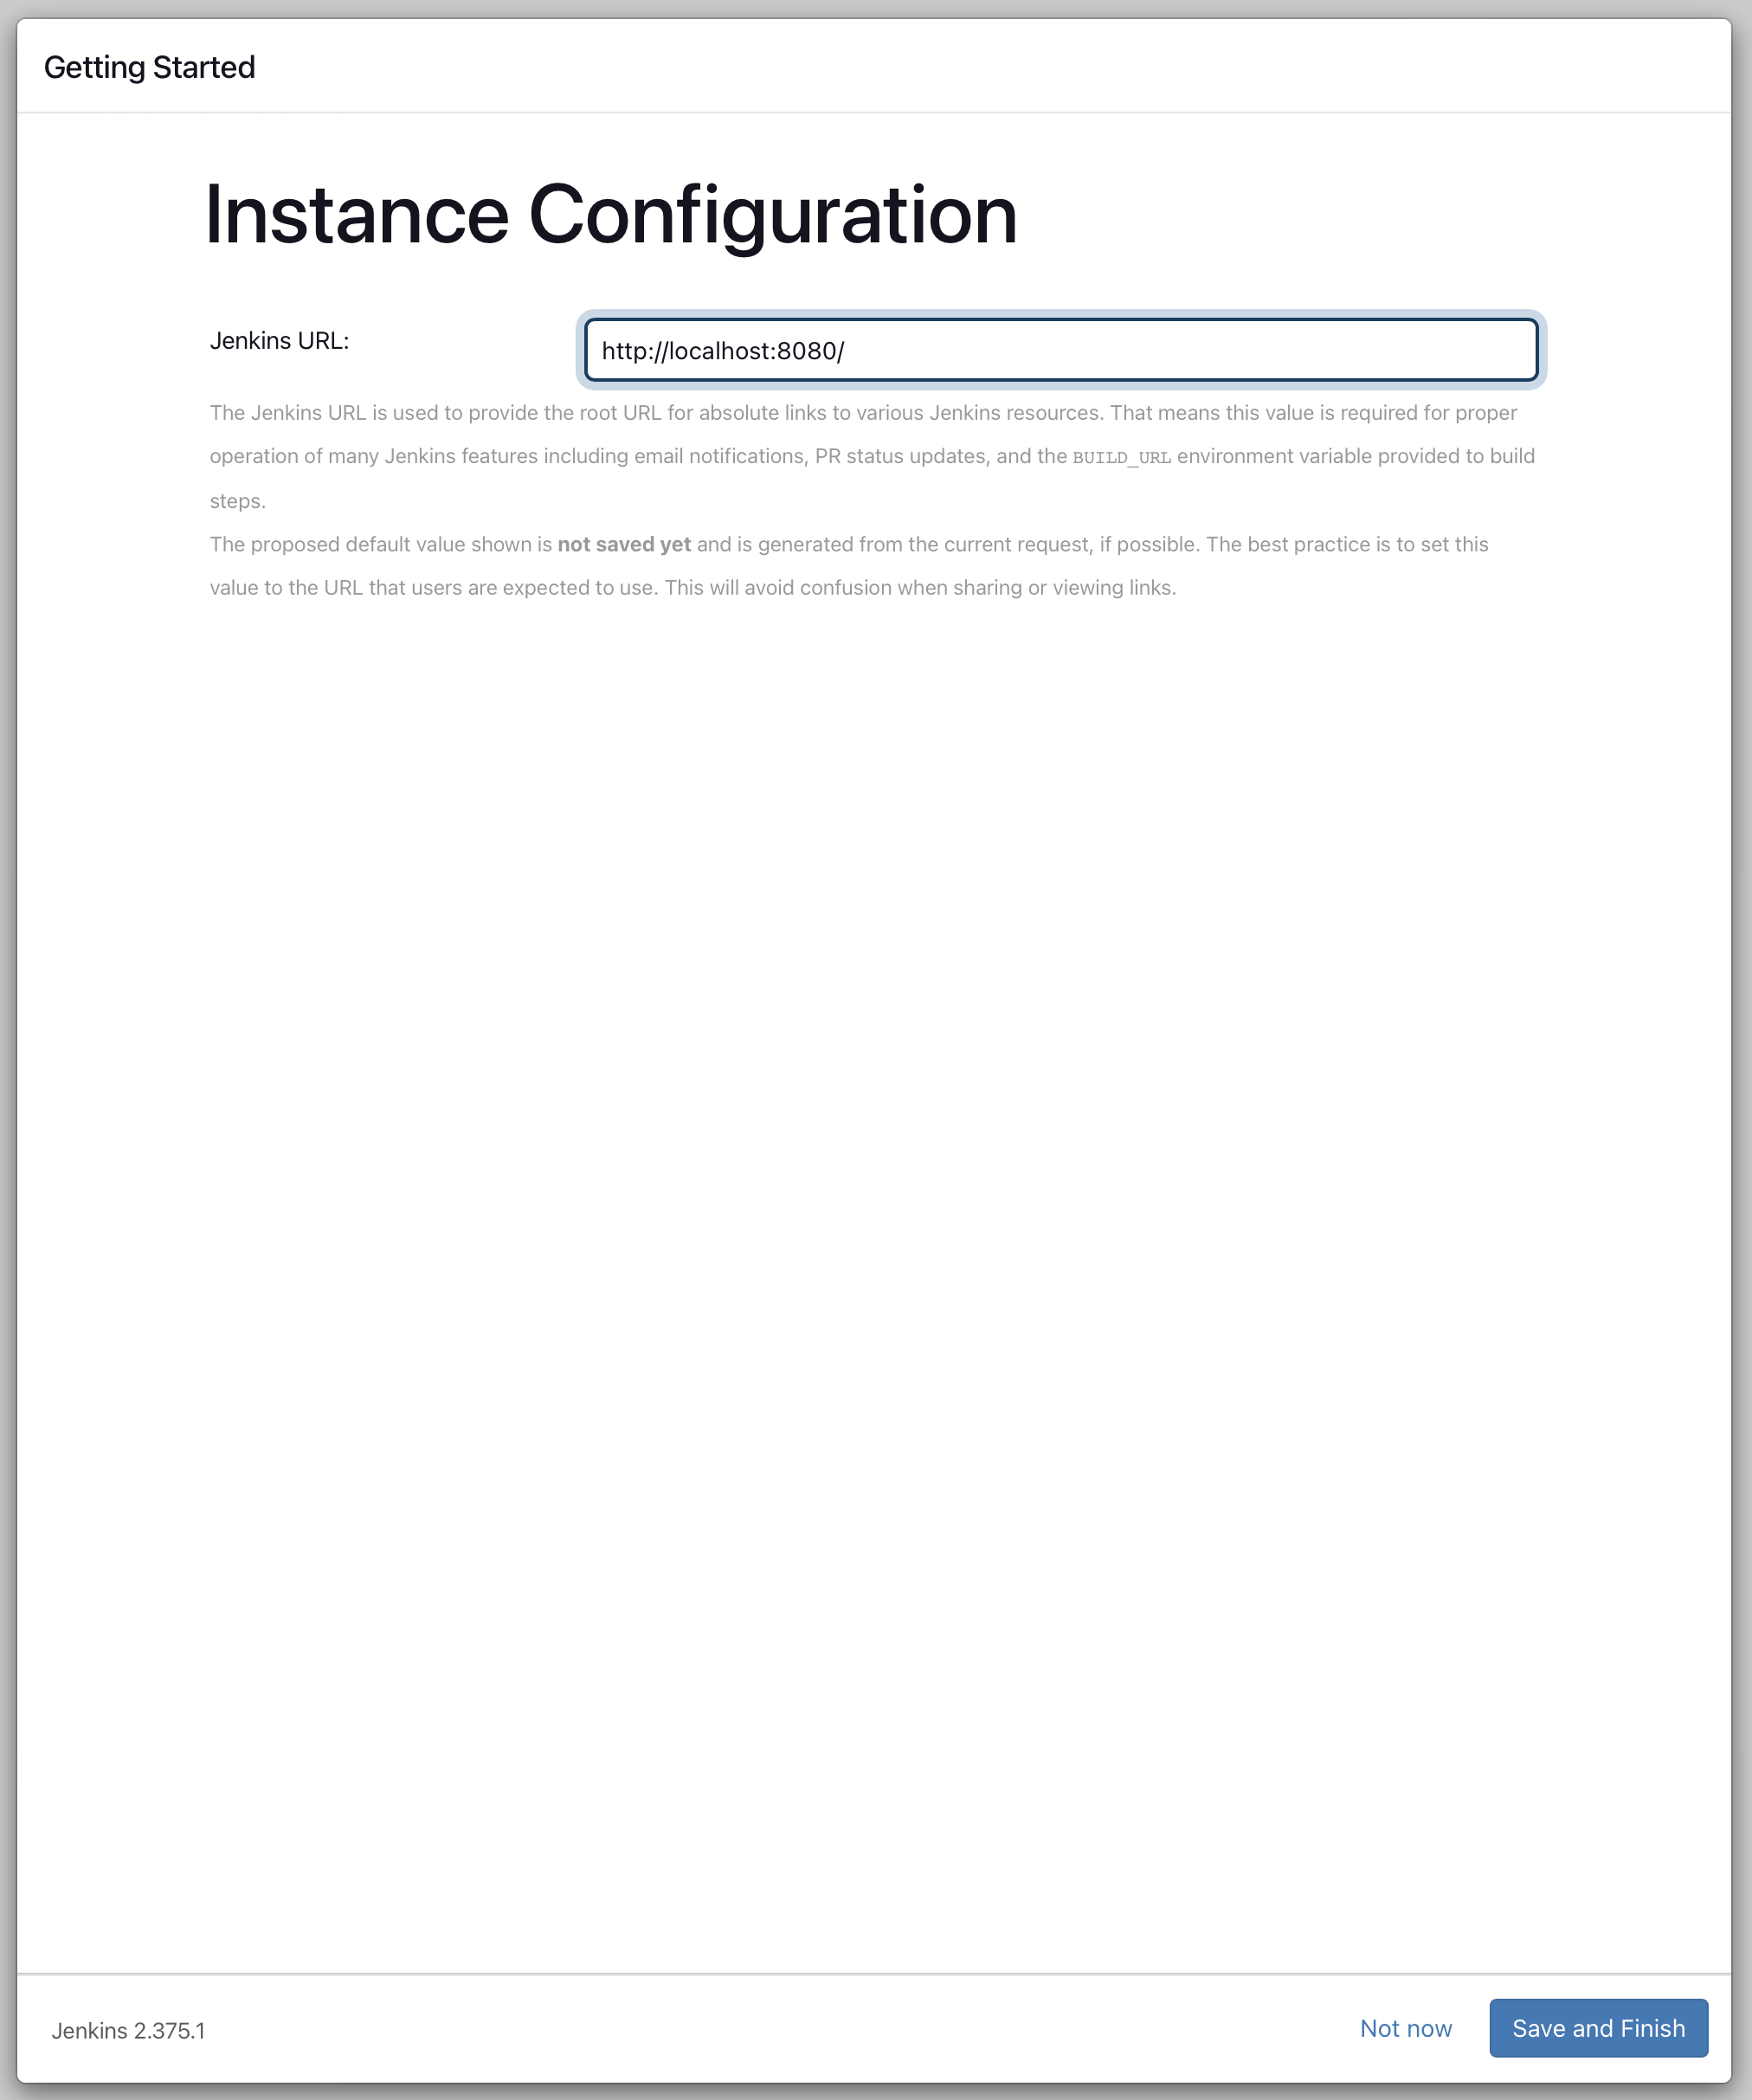 Getting Started
Instance Configuration
Jenkins URL:
http://localhost:8080/
The Jenkins URL is used to provide the root URL for absolute links to various Jenkins resources. That means this value is required for proper
operation of many Jenkins features including email notifications, PR status updates, and the BUILD_URL environment variable provided to build
steps.
The proposed default value shown is not saved yet and is generated from the current request, if possible. The best practice is to set this
value to the URL that users are expected to use. This will avoid confusion when sharing or viewing links.
Jenkins 2.375.1
Not now
Save and Finish